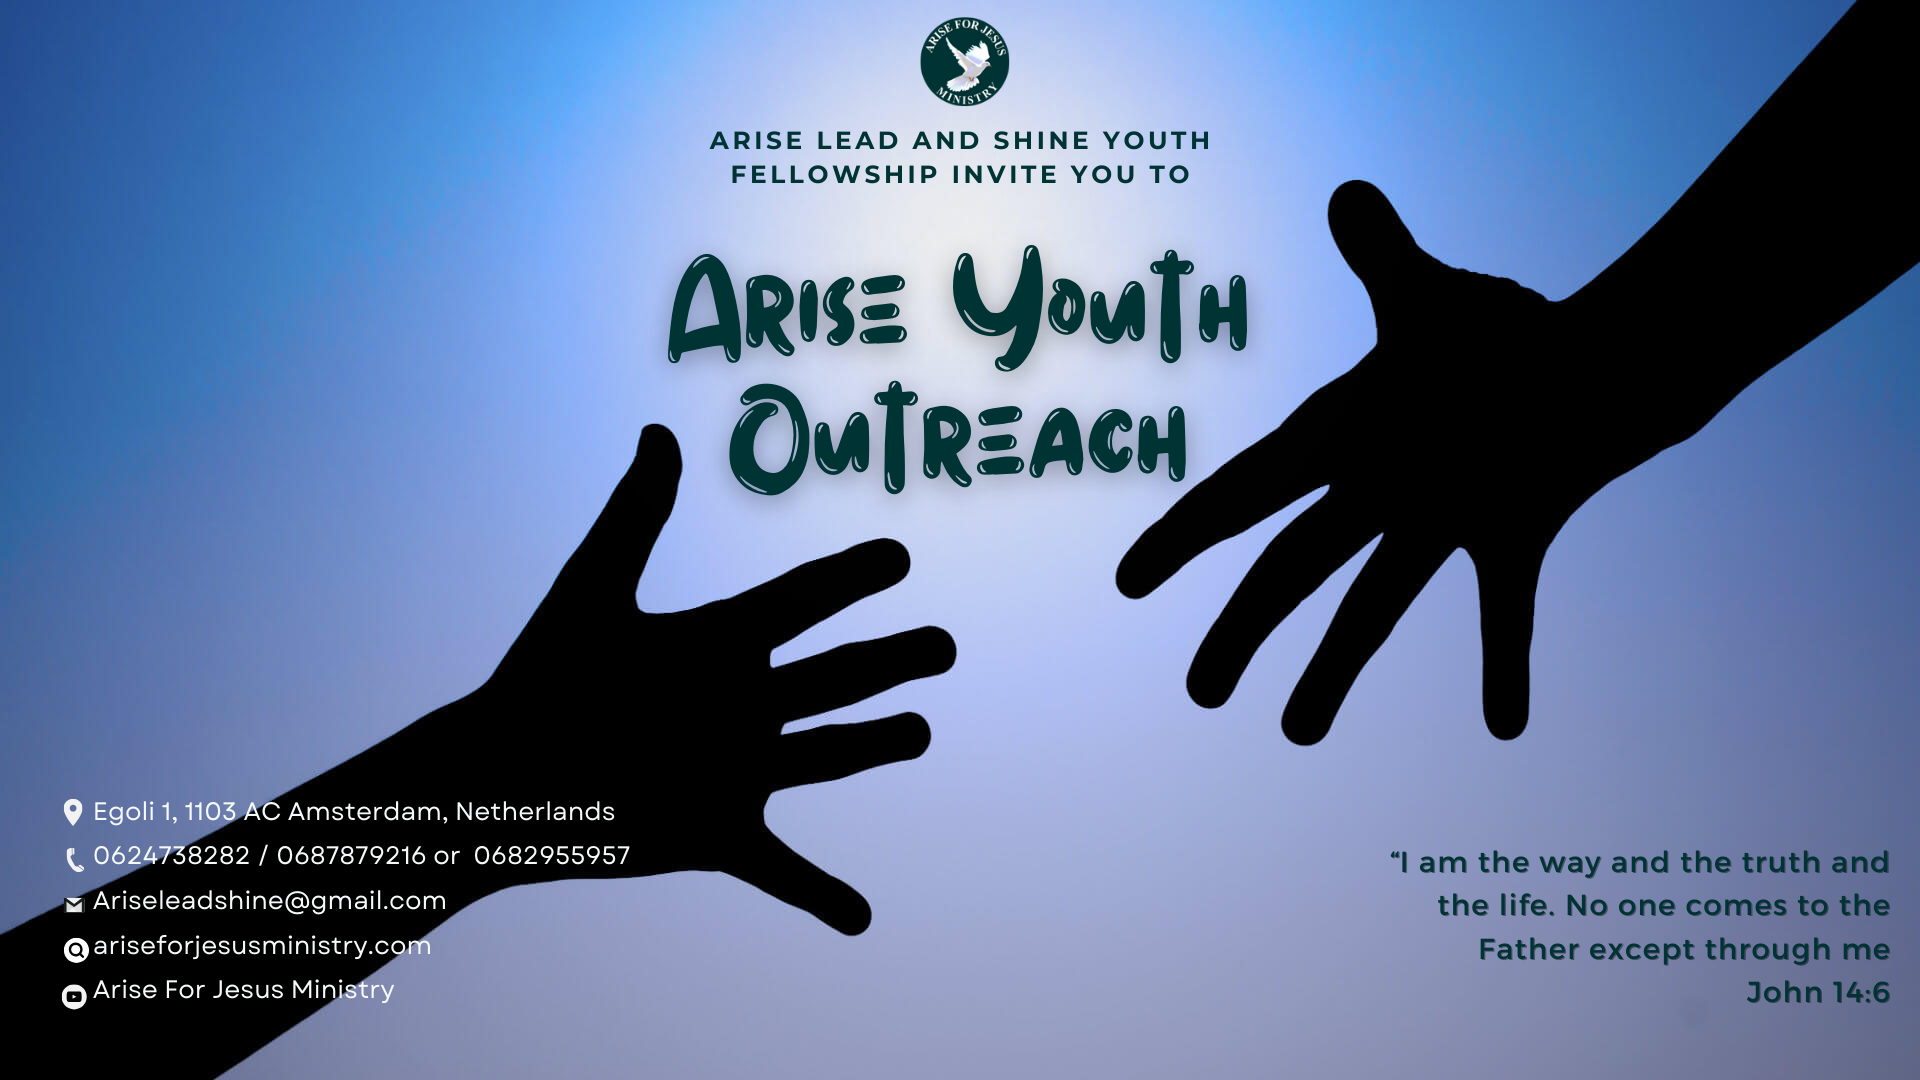 ARISE FOR JESUS
MINISTRY
ARISE LEAD AND SHINE YOUTH
FELLOWSHIP INVITE YOU TO
ARISE YOUTH
OUTREACH
Egoli 1, 1103 AC Amsterdam, Netherlands
0624738282 / 0687879216 or 0682955957
Ariseleadshine@gmail.com
ariseforjesusministry.com
Arise For Jesus Ministry
“I am the way and the truth and
the life. No one comes to the
Father except through me
John 14:6